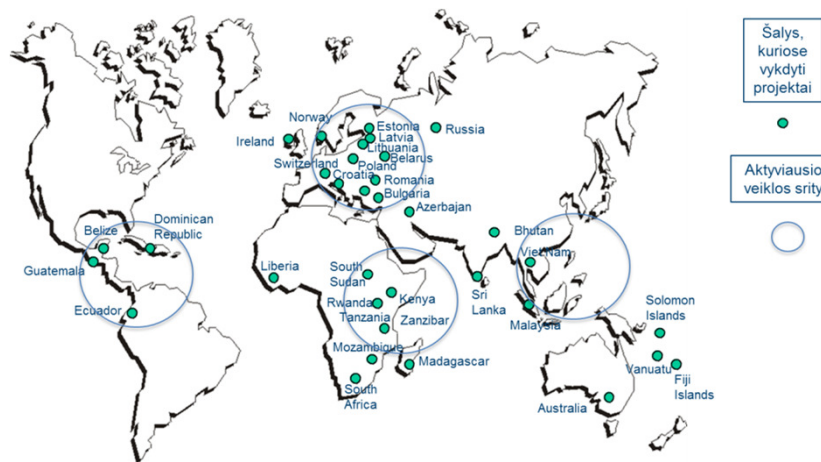 Šalys,
kuriose
vykdyti
projektai
Aktyviausio
veiklos srity
Norway
Ireland
Estonia
Latvia
Lithuania
Russia
Belarus
Poland
Switzerland
Croatia
Romania
Bulgaria
Azerbajan
Belize
Dominican
Republic
Guatemala
Ecuador
Liberia
South
Sudan
Kenya
Rwanda
Tanzania
Zanzibar
Mozambique
Madagascar
South
Africa
Bhutan
VietNam
Sri
Lanka
Malaysia
Solomon
Islands
Vanuatu
Fiji
Islands
Australia